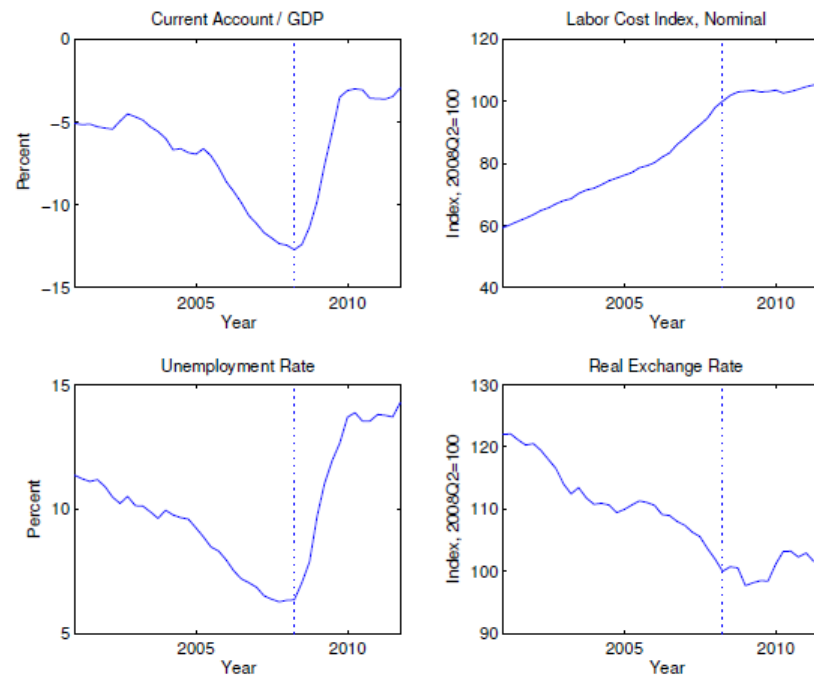 Current Account / GDP
0
−5
−10
−15
Percent
2005
2010
Year
Labor Cost Index, Nominal
120
100
80
60
40
Index, 2008Q2=100
2005
2010
Year
Unemployment Rate
15
10
5
Percent
2005
2010
Year
Real Exchange Rate
130
120
110
100
90
Index, 2008Q2=100
2005
2010
Year